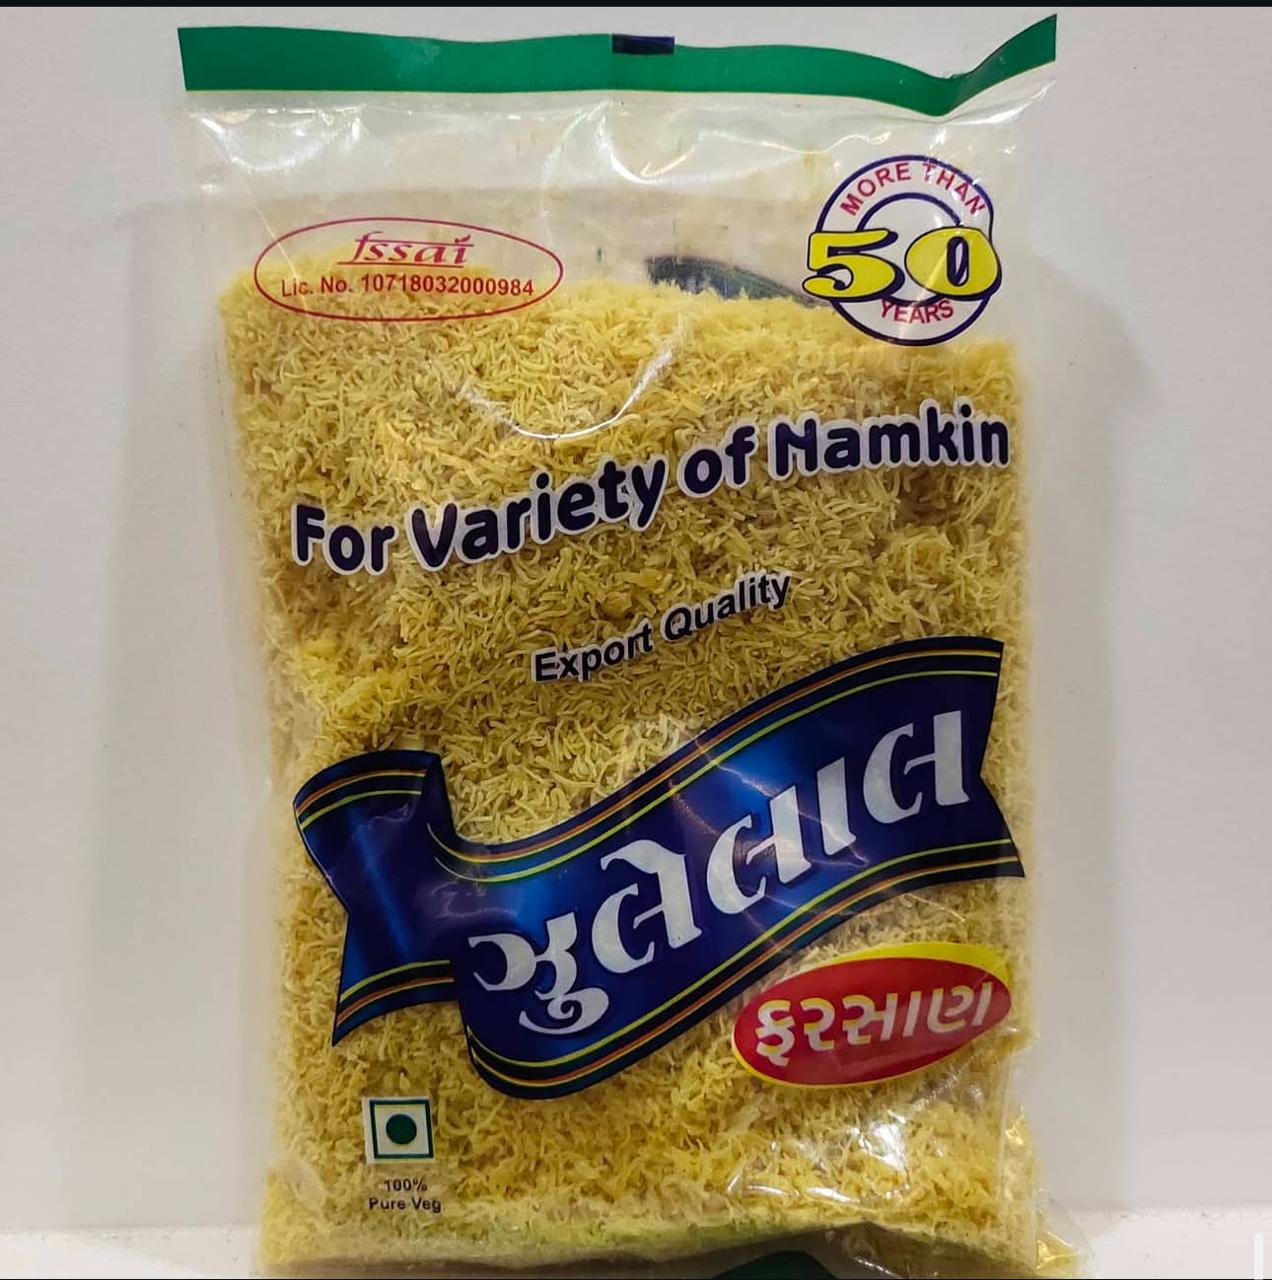 fssai
Lic. No. 10718032000984
MORE THAN
50
YEARS
For Variety of Namkin
Export Quality
ઝુલેલાલ
ફરસાણ
100%
Pure Veg